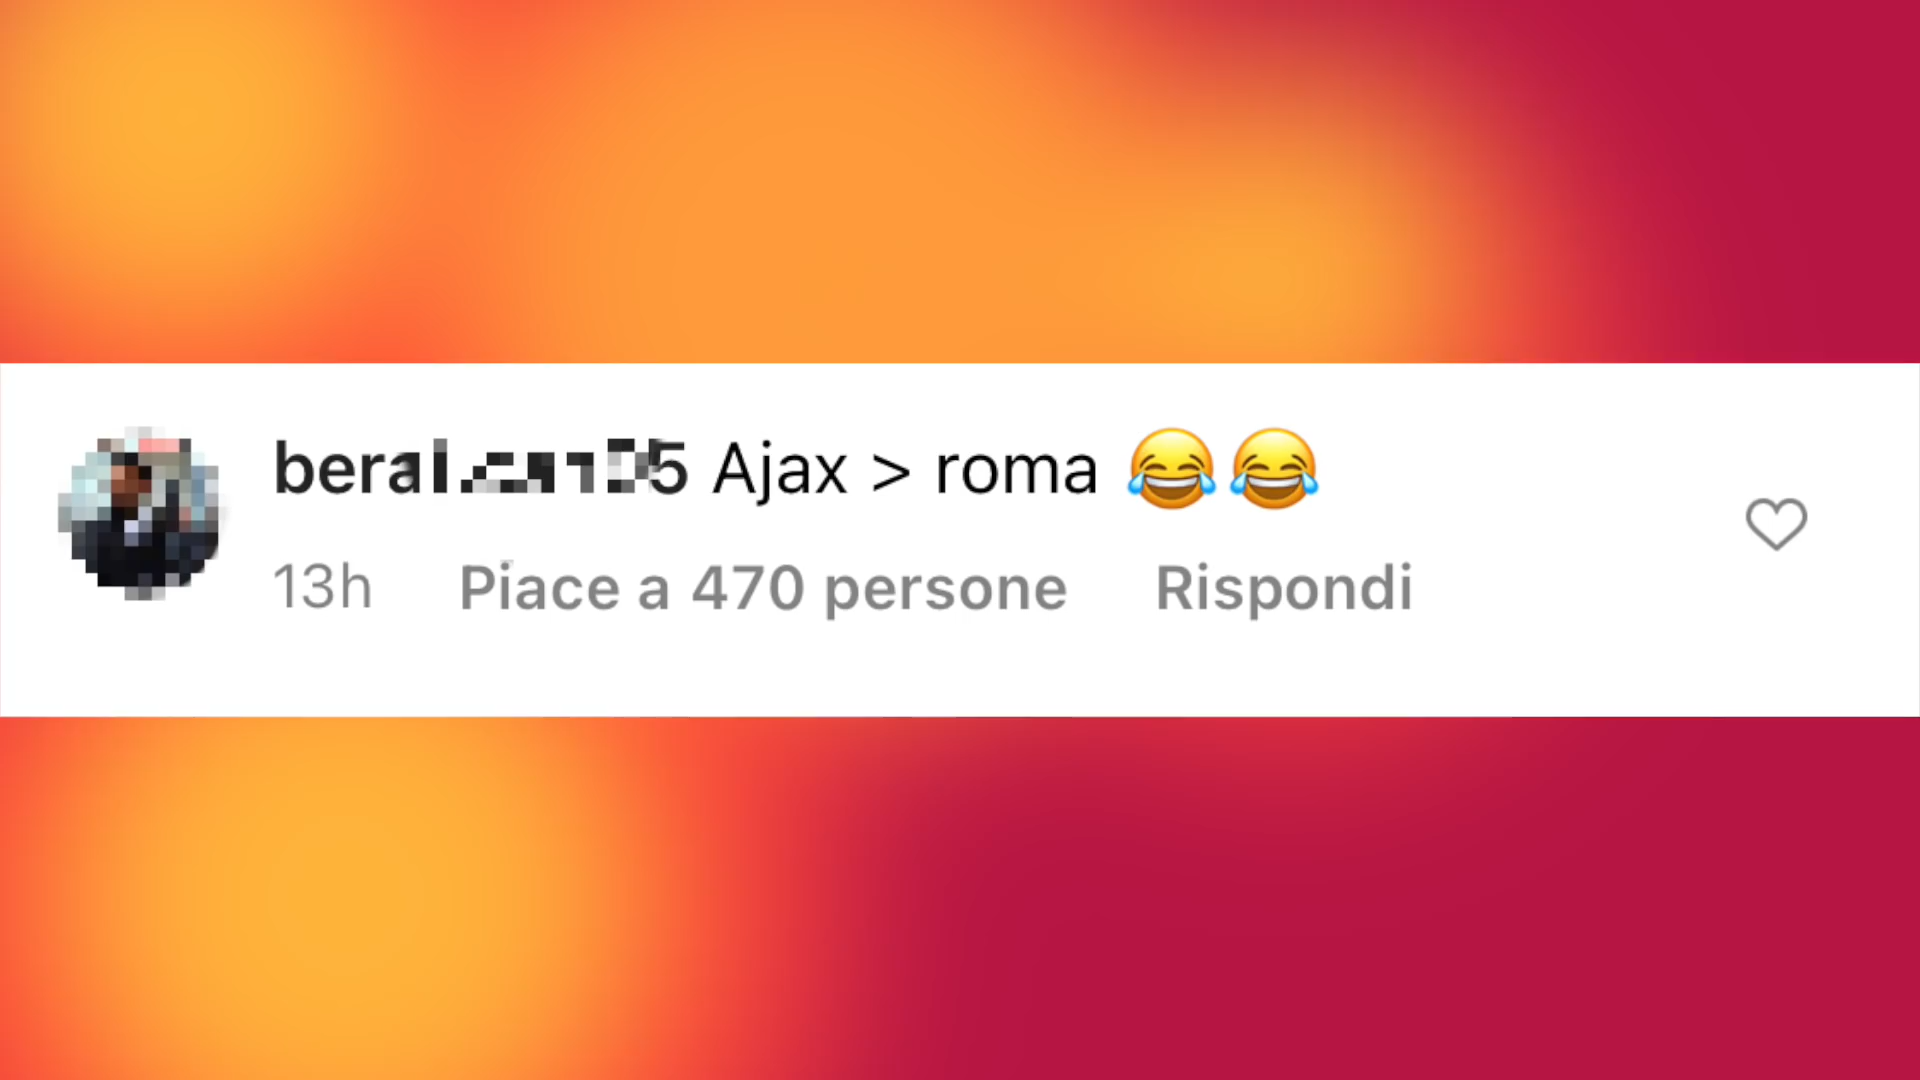 Ajax > roma 😂😂
13h Piace a 470 persone Rispondi